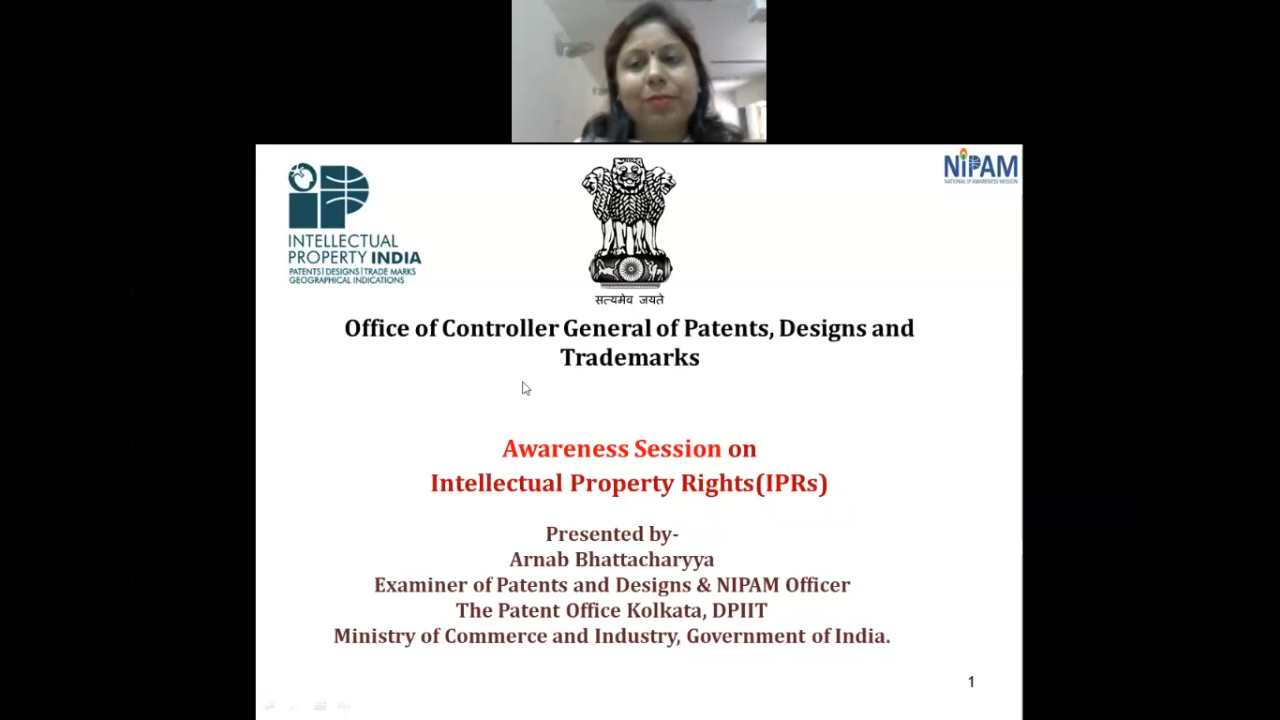 iP
INTELLECTUAL
PROPERTY INDIA
PATENTS|DESIGNS|TRADE MARKS
GEOGRAPHICAL INDICATIONS
सत्यमेव जयते
NiPAM
NATIONAL IP AWARENESS MISSION
Office of Controller General of Patents, Designs and
Trademarks
Awareness Session on
Intellectual Property Rights(IPRs)
Presented by-
Arnab Bhattacharyya
Examiner of Patents and Designs & NIPAM Officer
The Patent Office Kolkata, DPIIT
Ministry of Commerce and Industry, Government of India.
1